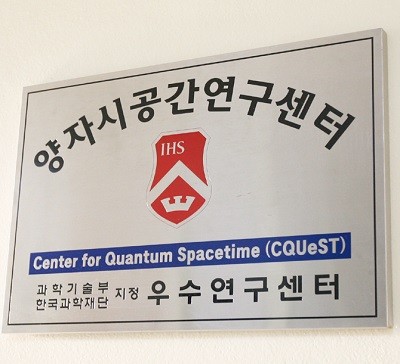 양자시공간연구센터
IHS
Center for Quantum Spacetime (CQUeST)
과학기술부
한국과학재단 지정 우수연구센터